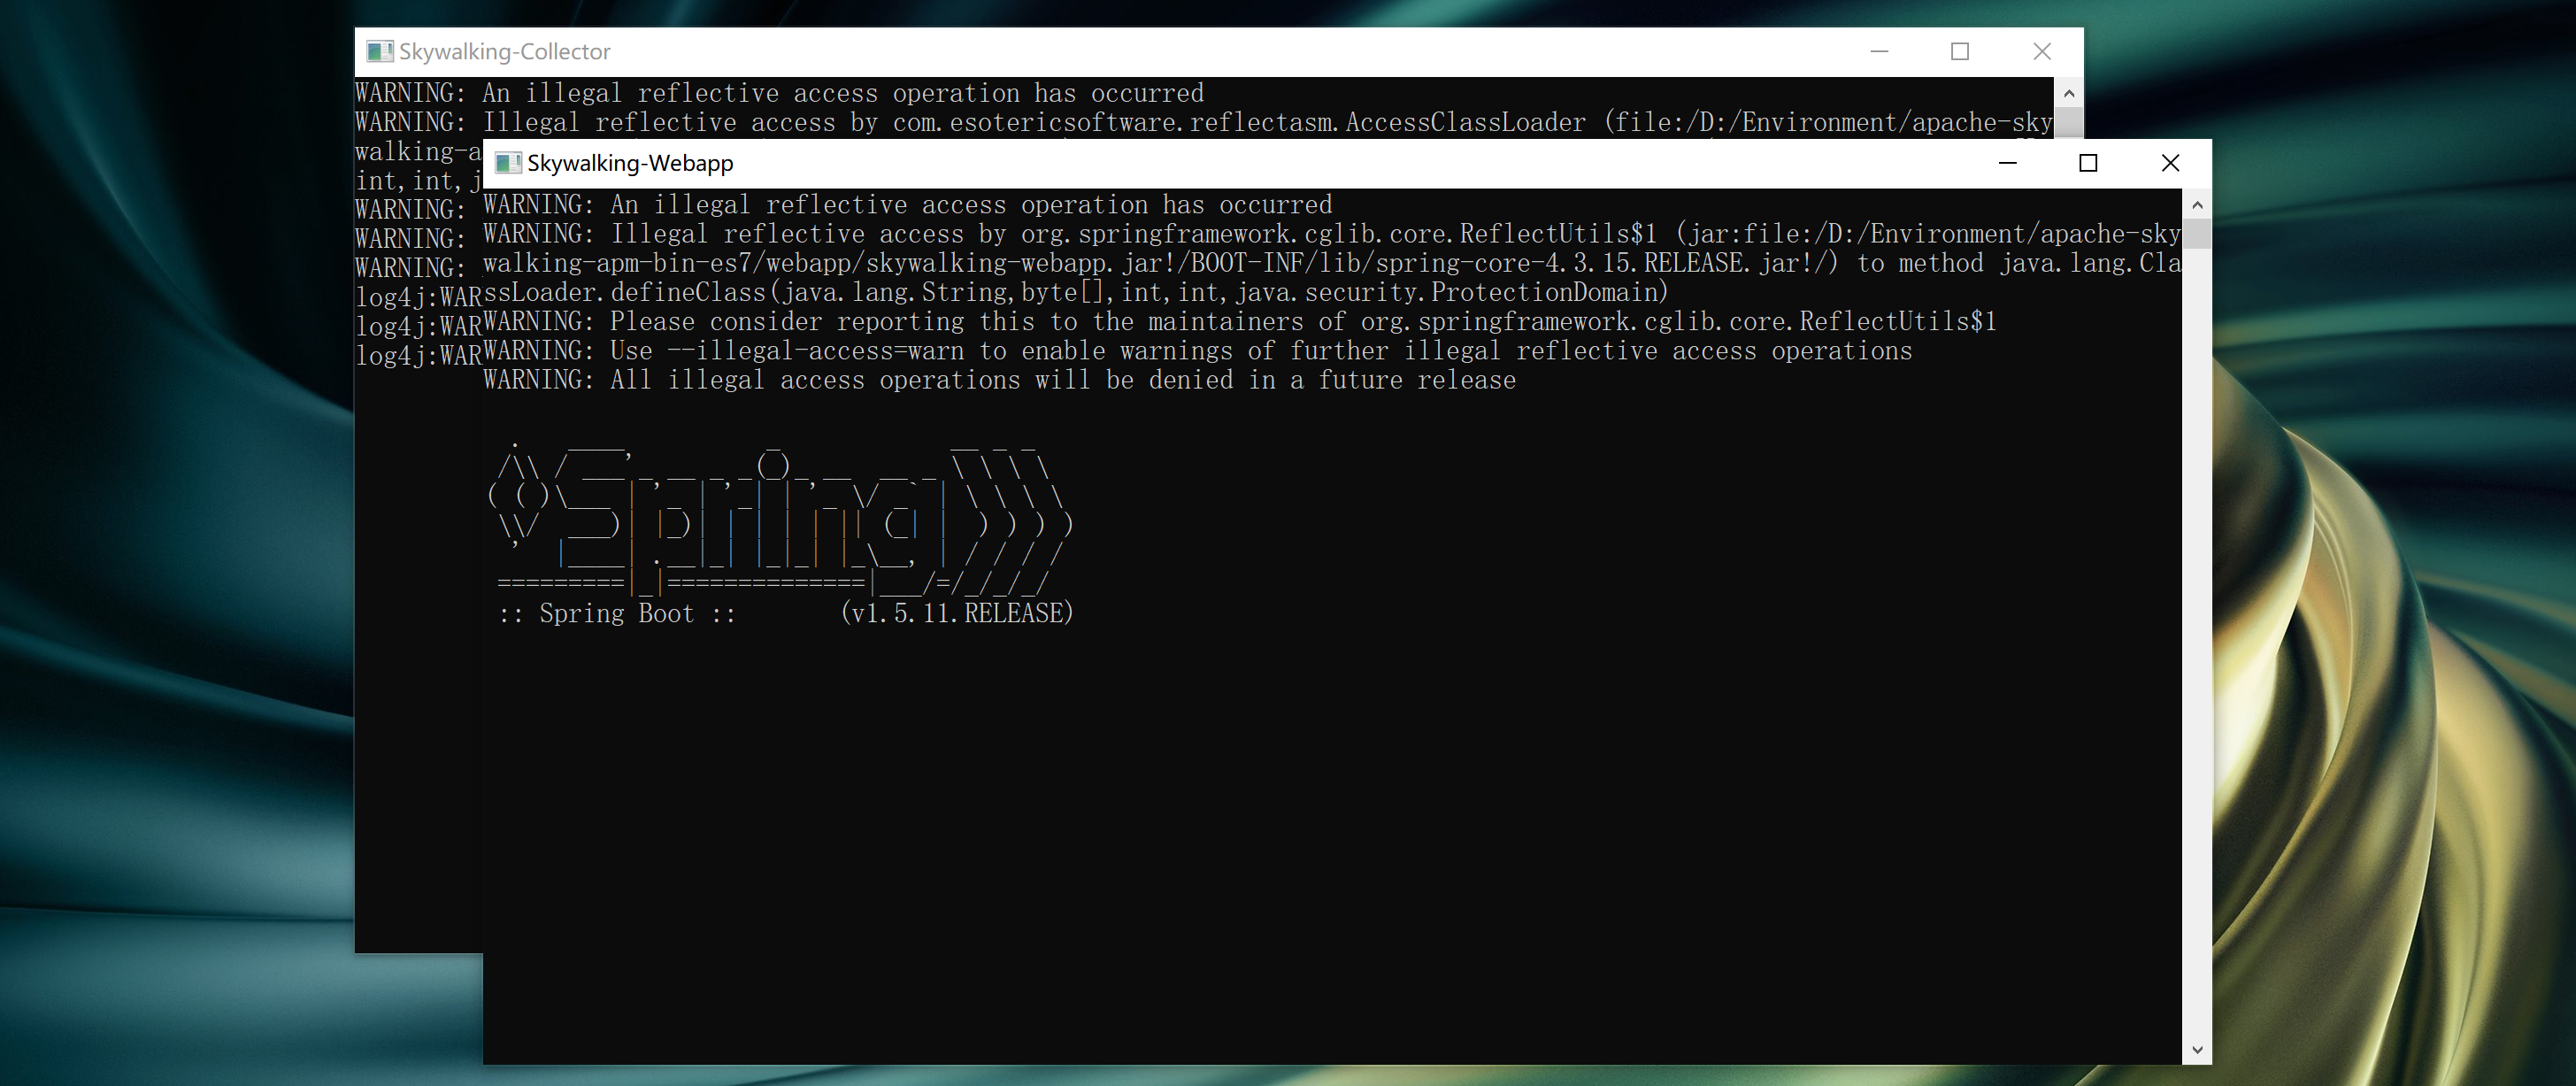 Skywalking-Collector
WARNING: An illegal reflective access operation has occurred
WARNING: Illegal reflective access by com.esotericsoftware.reflectasm.AccessClassLoader (file:/D:/Environment/apache-sky
walking-a
int,int,j
WARNING:
WARNING:
WARNING:
log4j:WAR
log4j:WAR
log4j:WAR
Skywalking-Webapp
WARNING: An illegal reflective access operation has occurred
WARNING: Illegal reflective access by org.springframework.cglib.core.ReflectUtils$1 (jar:file:/D:/Environment/apache-sky
walking-apm-bin-es7/webapp/skywalking-webapp.jar!/BOOT-INF/lib/spring-core-4.3.15.RELEASE.jar!/) to method java.lang.Cla
ssLoader.defineClass(java.lang.String,byte[],int,int,java.security.ProtectionDomain)
WARNING: Please consider reporting this to the maintainers of org.springframework.cglib.core.ReflectUtils$1
WARNING: Use --illegal-access=warn to enable warnings of further illegal reflective access operations
WARNING: All illegal access operations will be denied in a future release
Spring
:: Spring Boot ::        (v1.5.11.RELEASE)